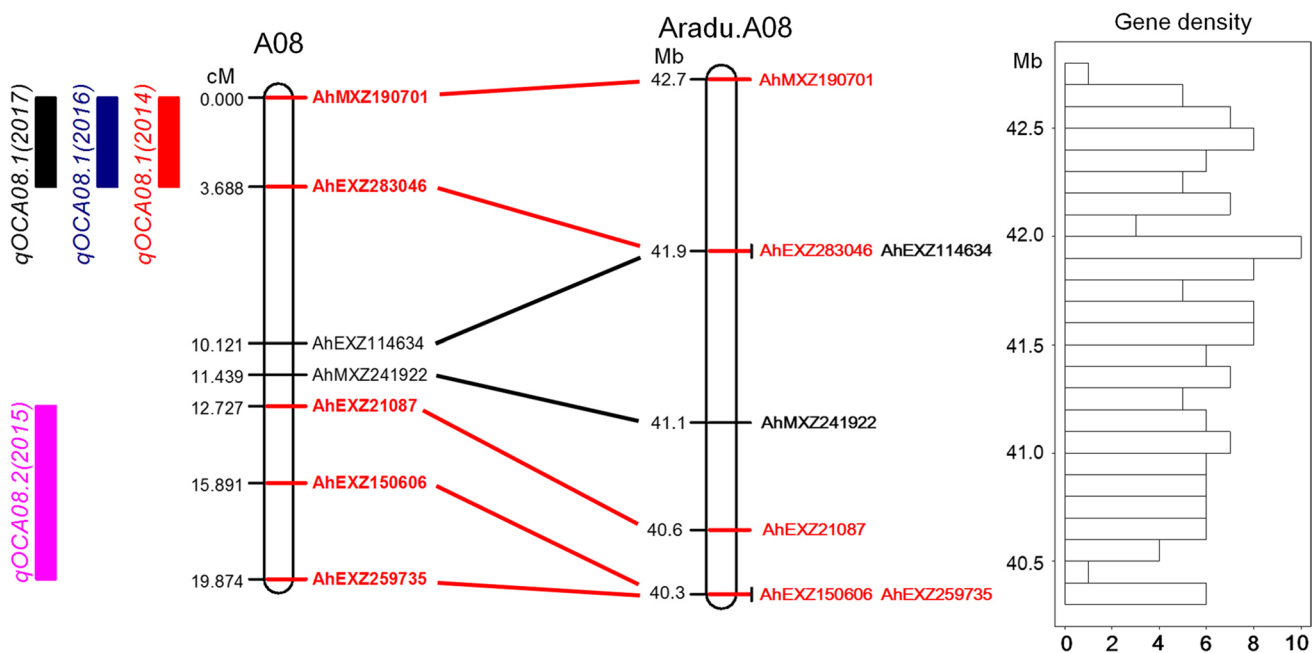 qOCA08.1(2017)
qOCA08.1(2016)
qOCA08.1(2014)
qOCA08.2(2015)
A08
cM
0.000 AhMXZ190701
3.688 AhEXZ283046
10.121 AhEXZ114634
11.439 AhMXZ241922
12.727 AhEXZ21087
15.891 AhEXZ150606
19.874 AhEXZ259735
Aradu.A08
Mb
42.7 AhMXZ190701
41.9 AhEXZ283046 AhEXZ114634
41.1 AhMXZ241922
40.6 AhEXZ21087
40.3 AhEXZ150606 AhEXZ259735
Gene density
Mb
42.5
42.0
41.5
41.0
40.5
0 2 4 6 8 10